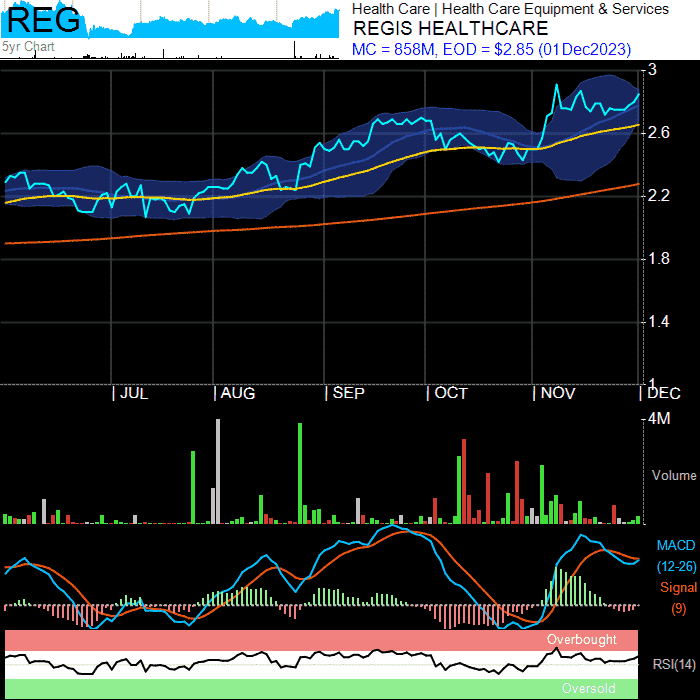 REG
5yr Chart
Health Care | Health Care Equipment & Services
REGIS HEALTHCARE
MC = 858M, EOD = $2.85 (01Dec2023)
3
2.6
2.2
1.8
1.4
1
| JUL | AUG | SEP | OCT | NOV | DEC
4M
Volume
MACD
(12-26)
Signal
(9)
Overbought
RSI(14)
Oversold